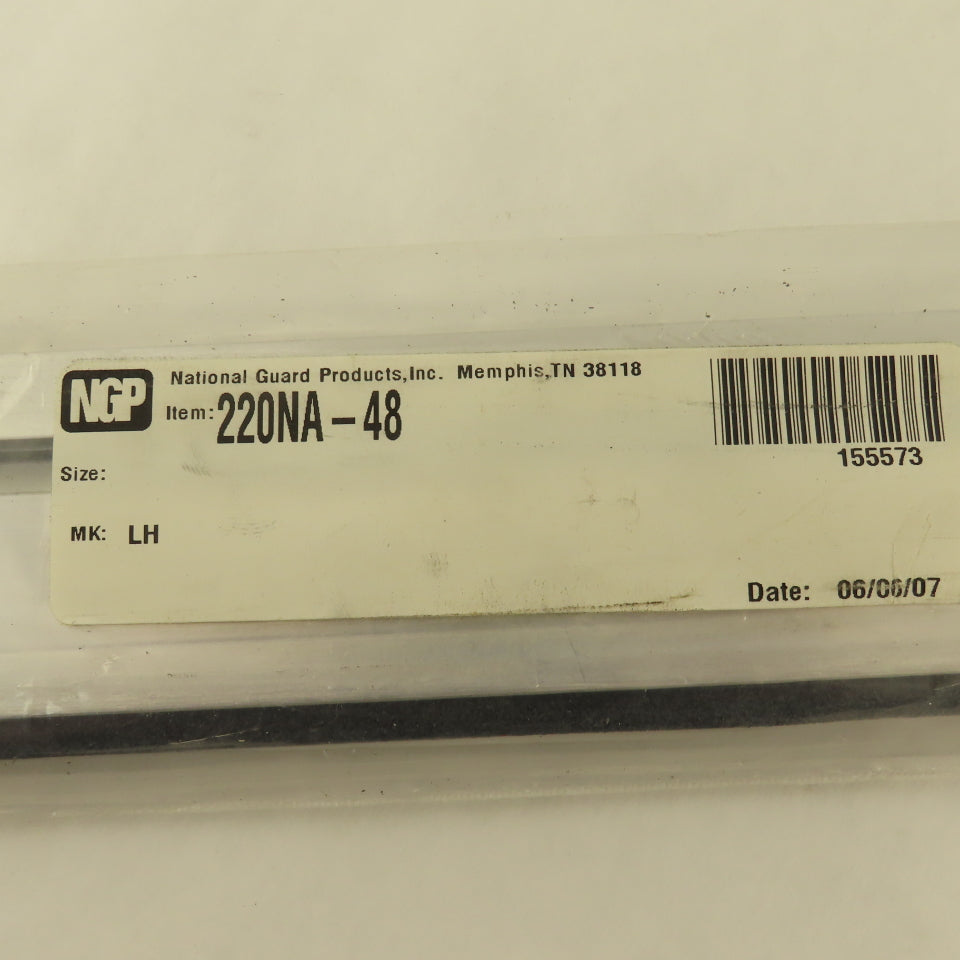 NGP
National Guard Products,Inc. Memphis,TN 38118
Item: 220NA-48
155573
Size:
MK: LH
Date: 06/06/07